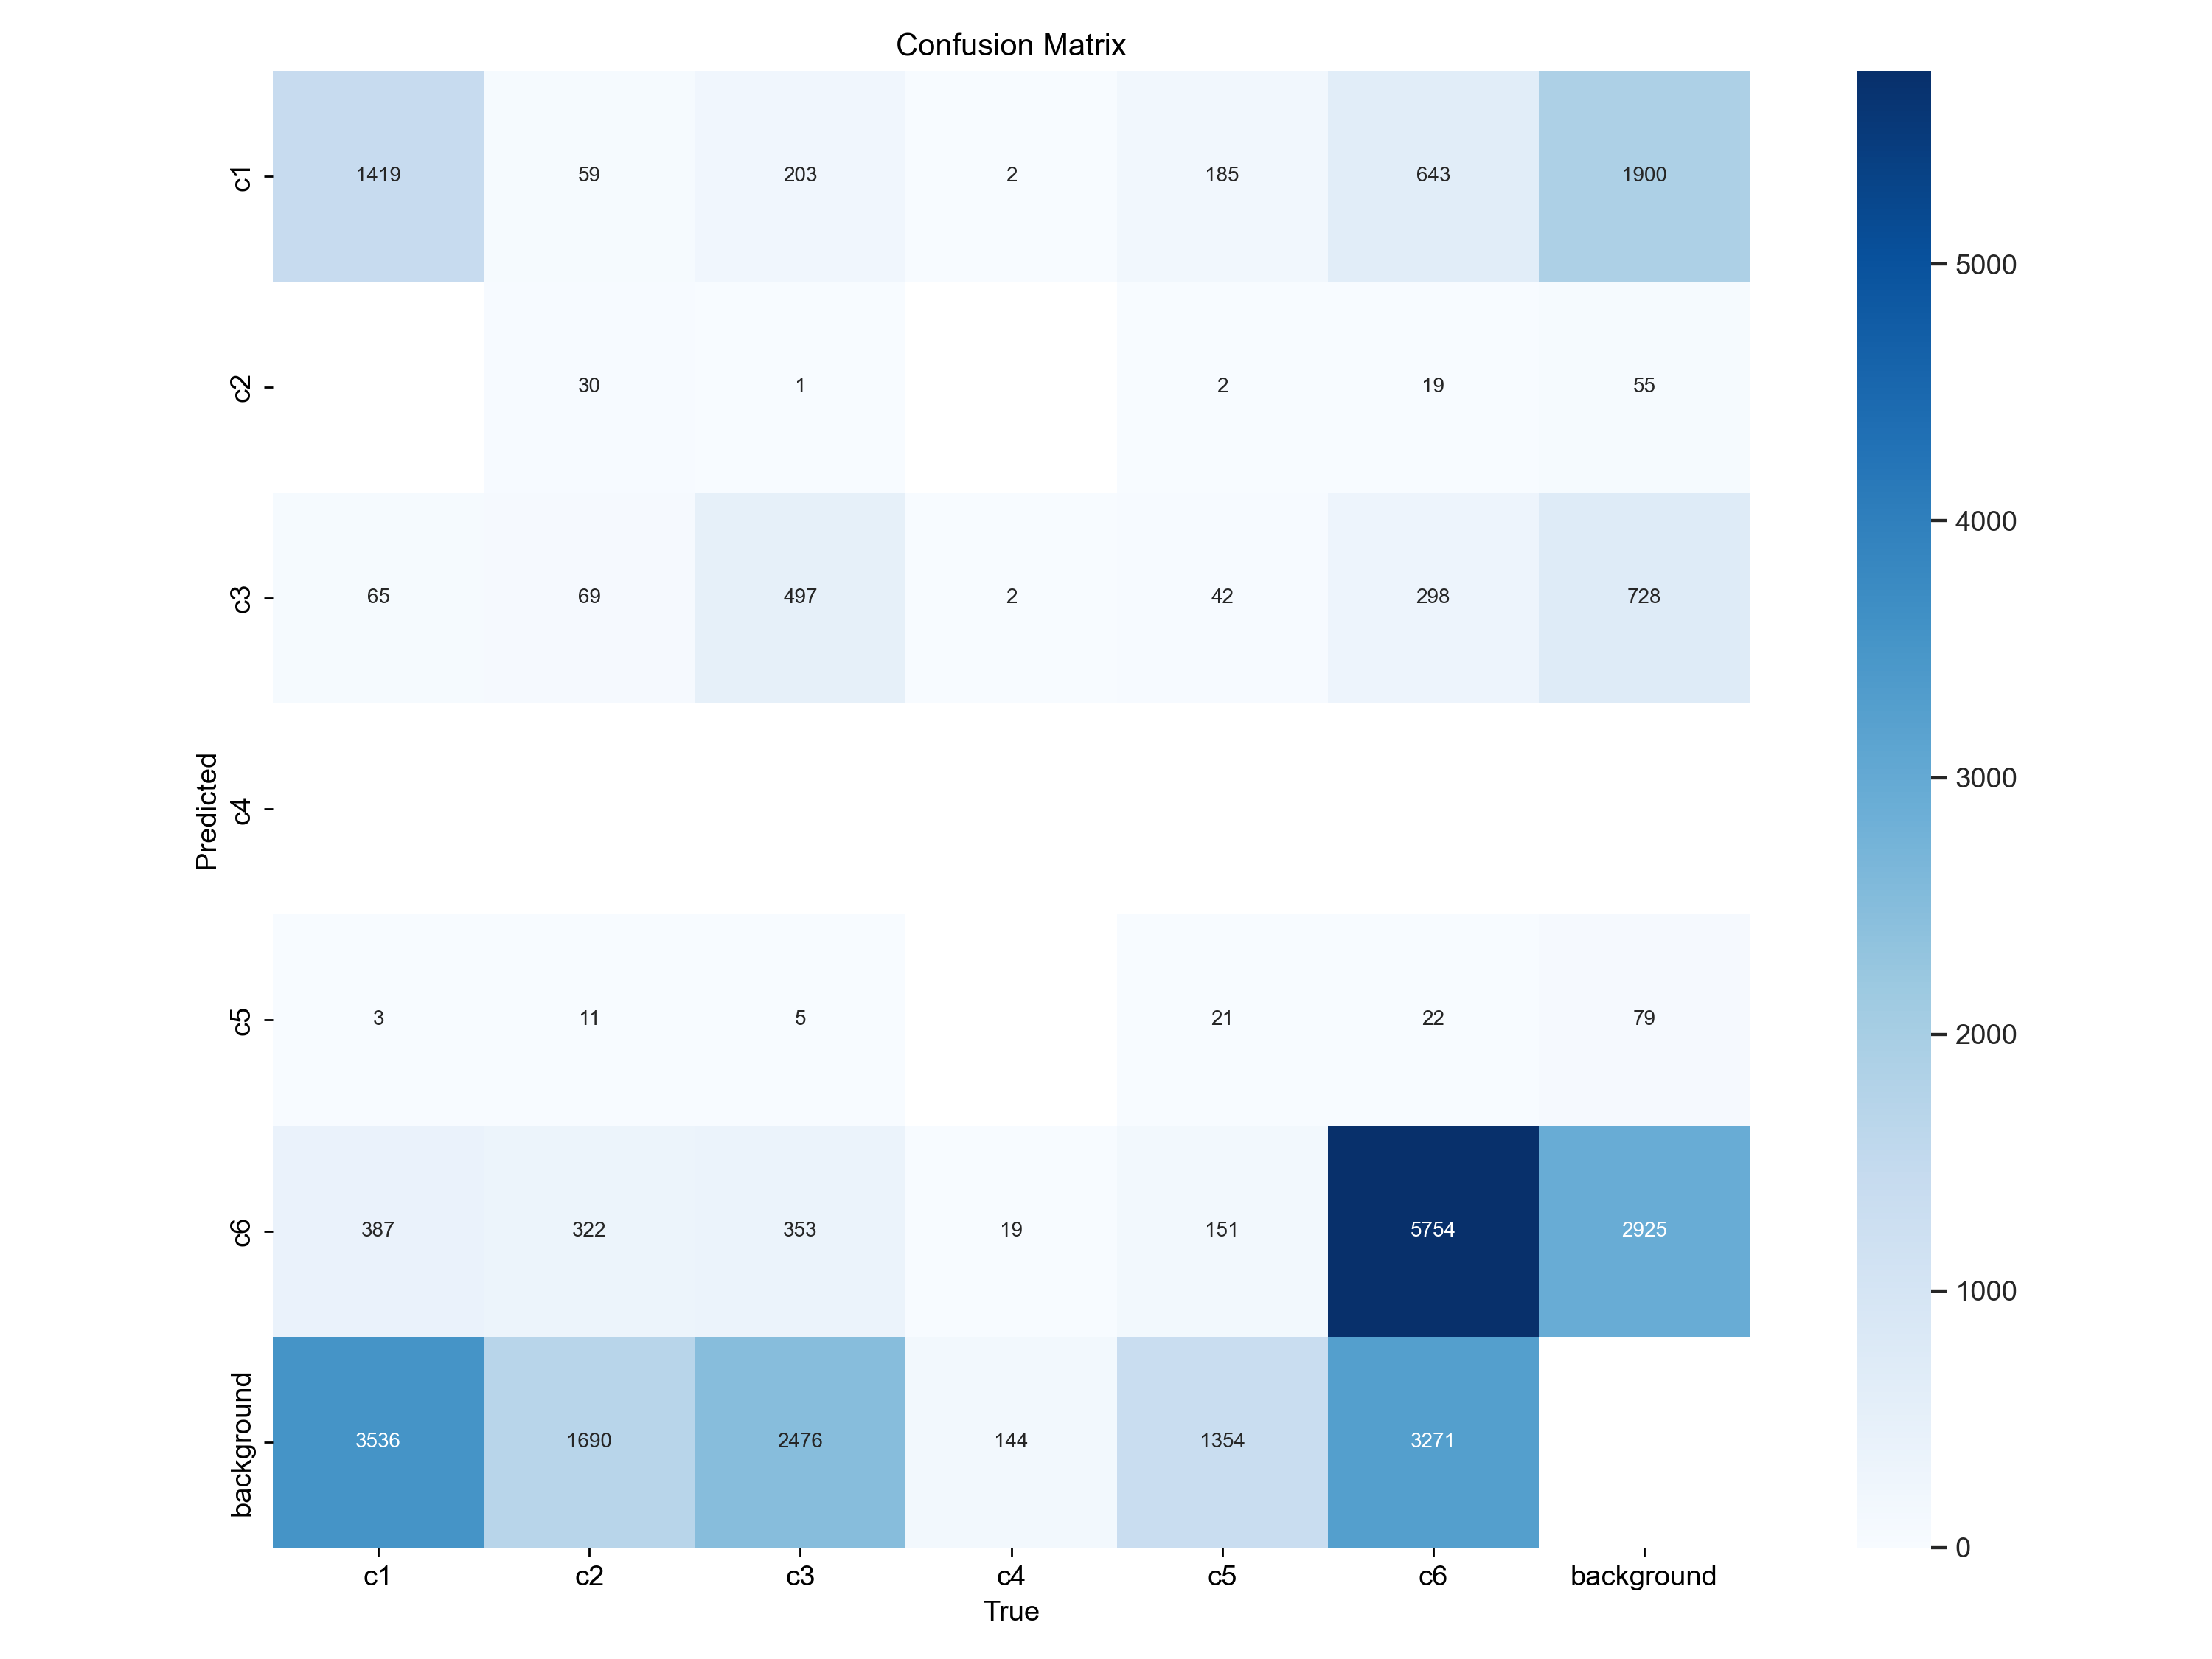 Confusion Matrix
c1 1419 59 203 2 185 643 1900
c2 30 1 2 19 55
c3 65 69 497 2 42 298 728
c4
c5 3 11 5 21 22 79
c6 387 322 353 19 151 5754 2925
background 3536 1690 2476 144 1354 3271
c1 c2 c3 c4 c5 c6 background
True
Predicted
5000
4000
3000
2000
1000
0